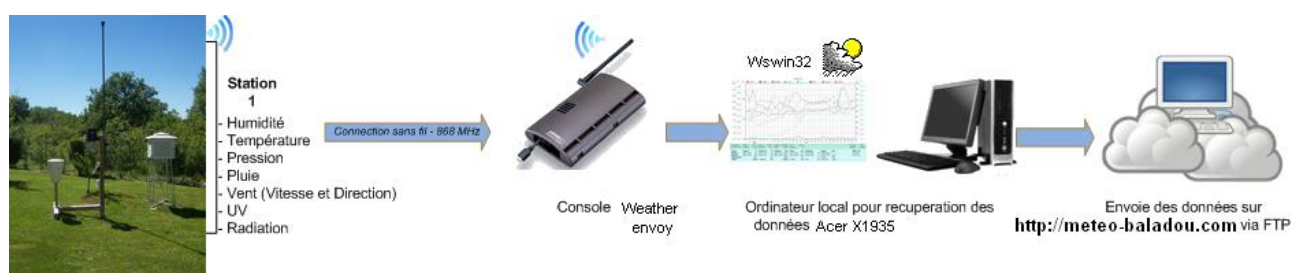 Station
1
- Humidité
- Température
- Pression
- Pluie
- Vent (Vitesse et Direction)
- UV
- Radiation
Connection sans fil - 868 MHz
Console Weather
envoy
Wswin32
Ordinateur local pour recuperation des
données Acer X1935
Envoie des données sur
http://meteo-baladou.com via FTP